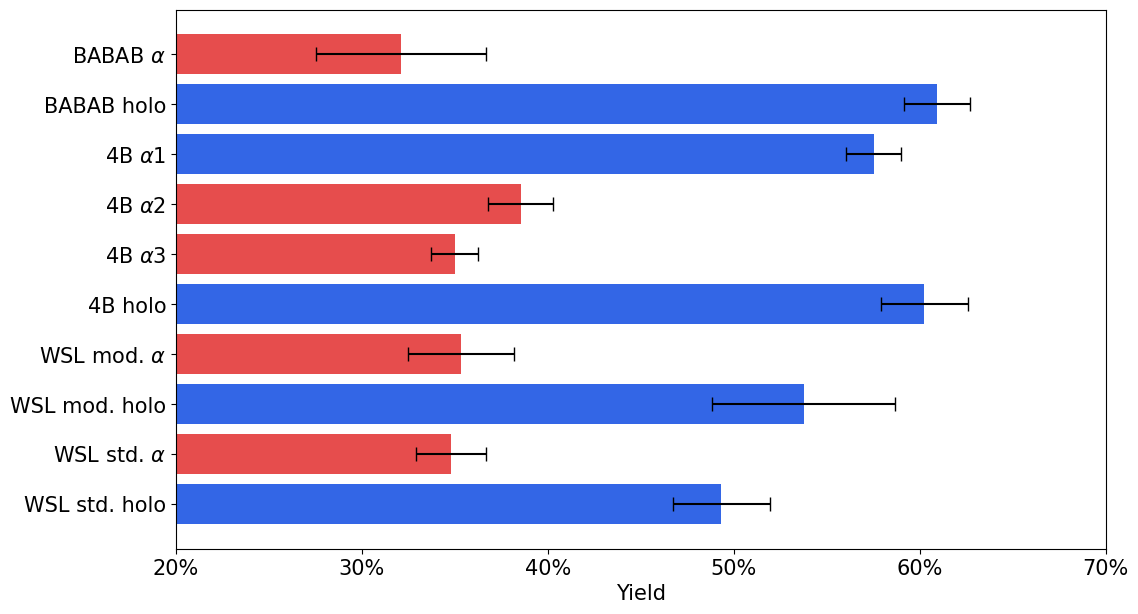 BABAB α
BABAB holo
4B α1
4B α2
4B α3
4B holo
WSL mod. α
WSL mod. holo
WSL std. α
WSL std. holo
20% 30% 40% 50% 60% 70%
Yield